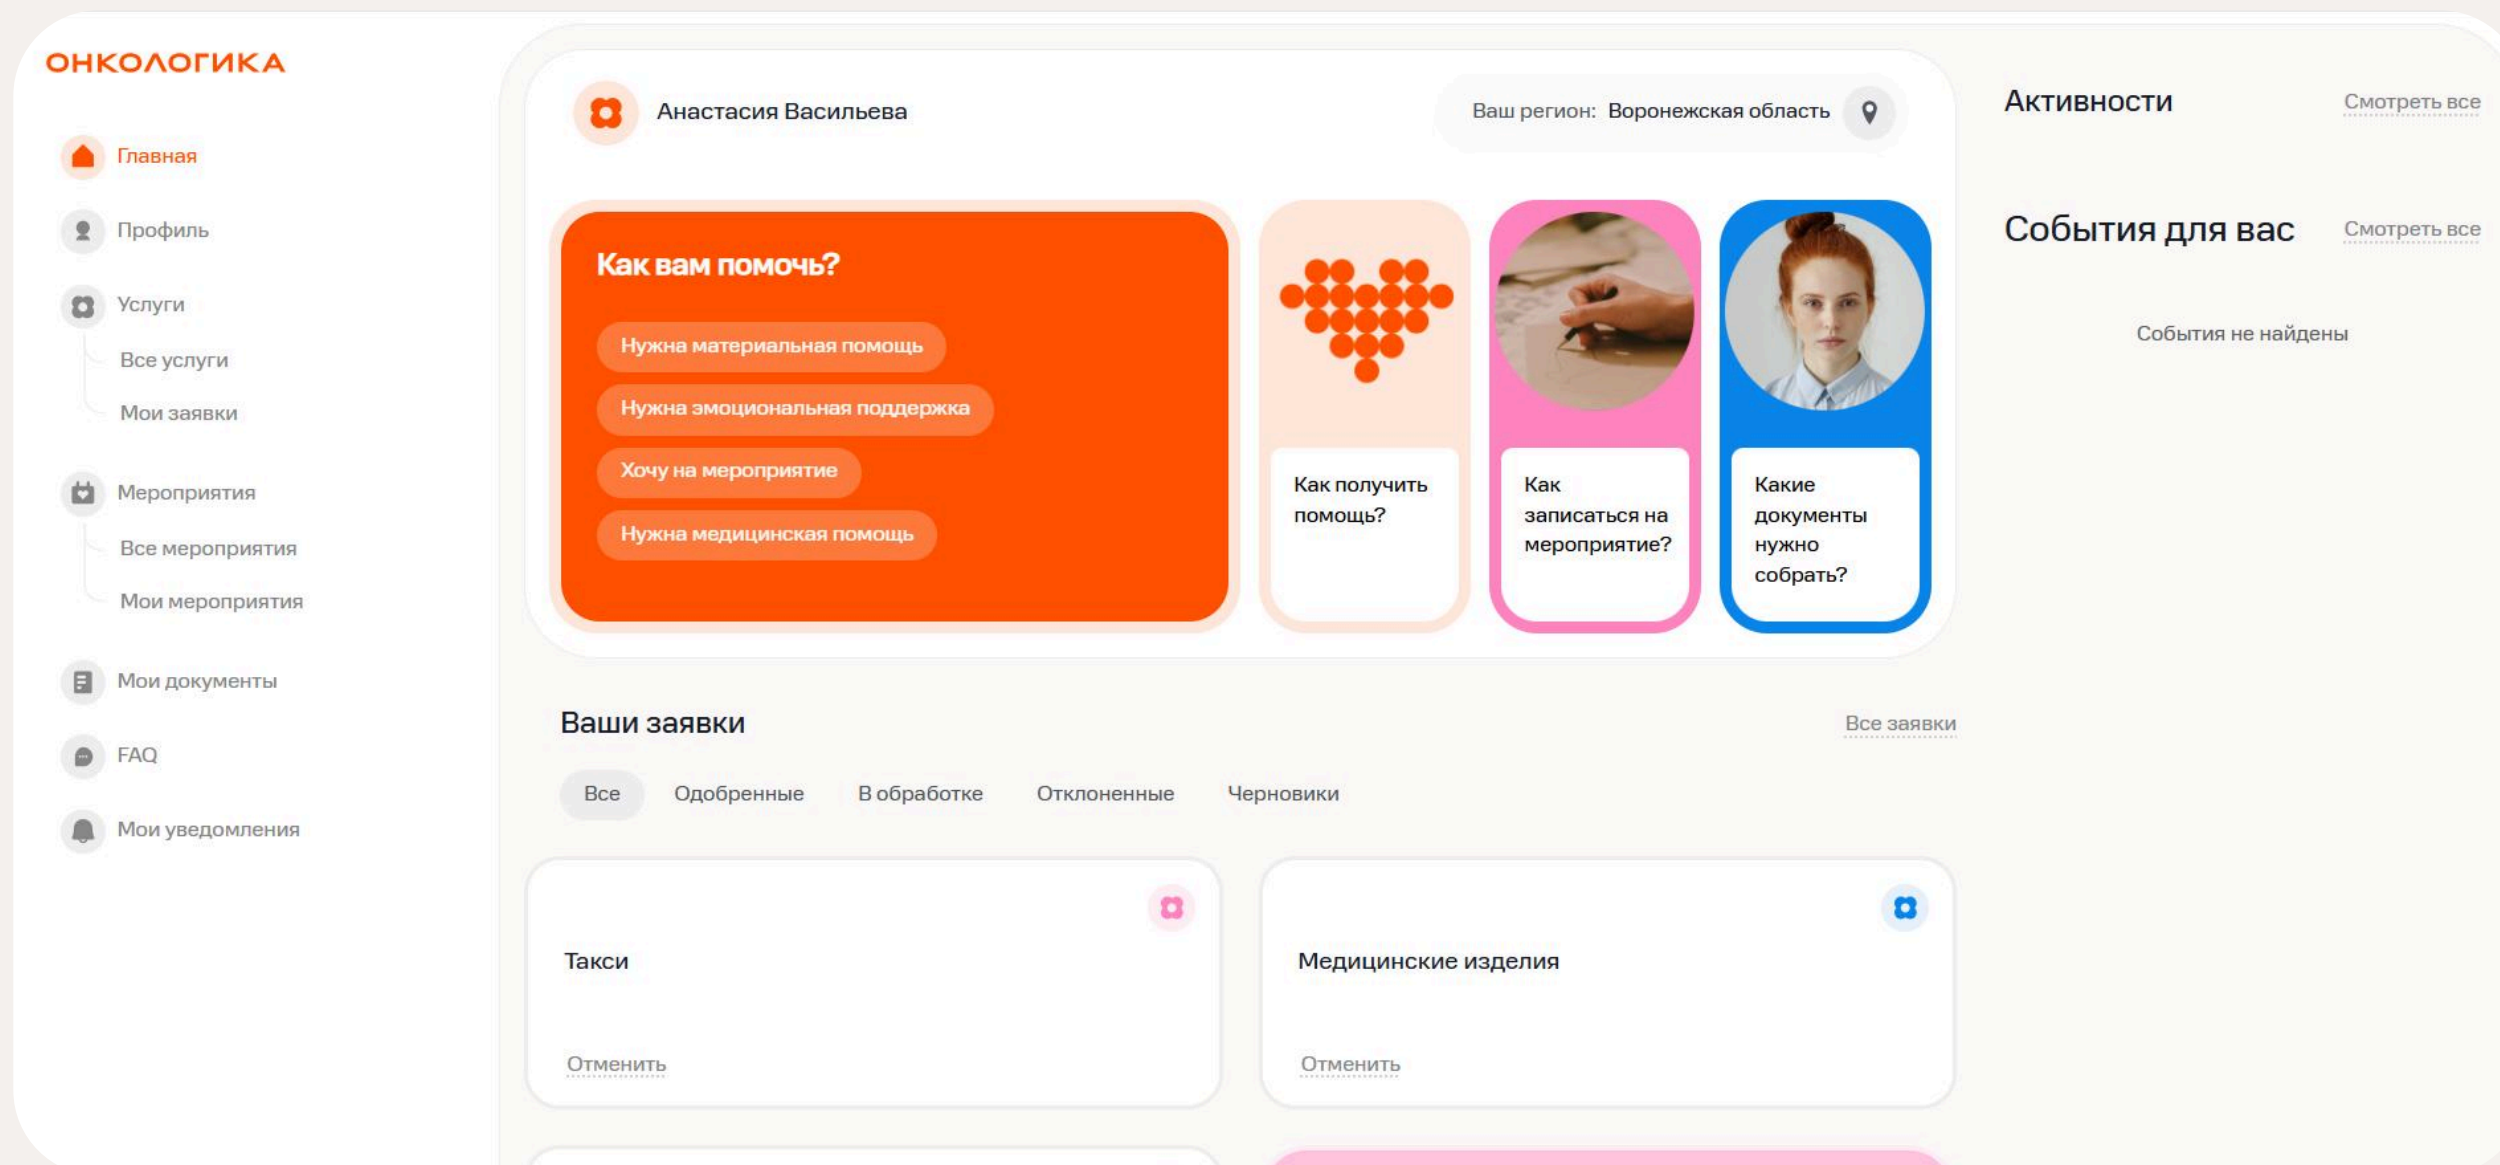 ОНКОЛОГИКА
Главная
Профиль
Услуги
Все услуги
Мои заявки
Мероприятия
Все мероприятия
Мои мероприятия
Мои документы
FAQ
Мои уведомления
Анастасия Васильева
Ваш регион: Воронежская область
Как вам помочь?
Нужна материальная помощь
Нужна эмоциональная поддержка
Хочу на мероприятие
Нужна медицинская помощь
Как получить
помощь?
Как
записаться на
мероприятие?
Какие
документы
нужно
собрать?
Ваши заявки
Все заявки
Все
Одобренные
В обработке
Отклоненные
Черновики
Такси
Отменить
Медицинские изделия
Отменить
Активности
Смотреть все
События для вас
Смотреть все
События не найдены